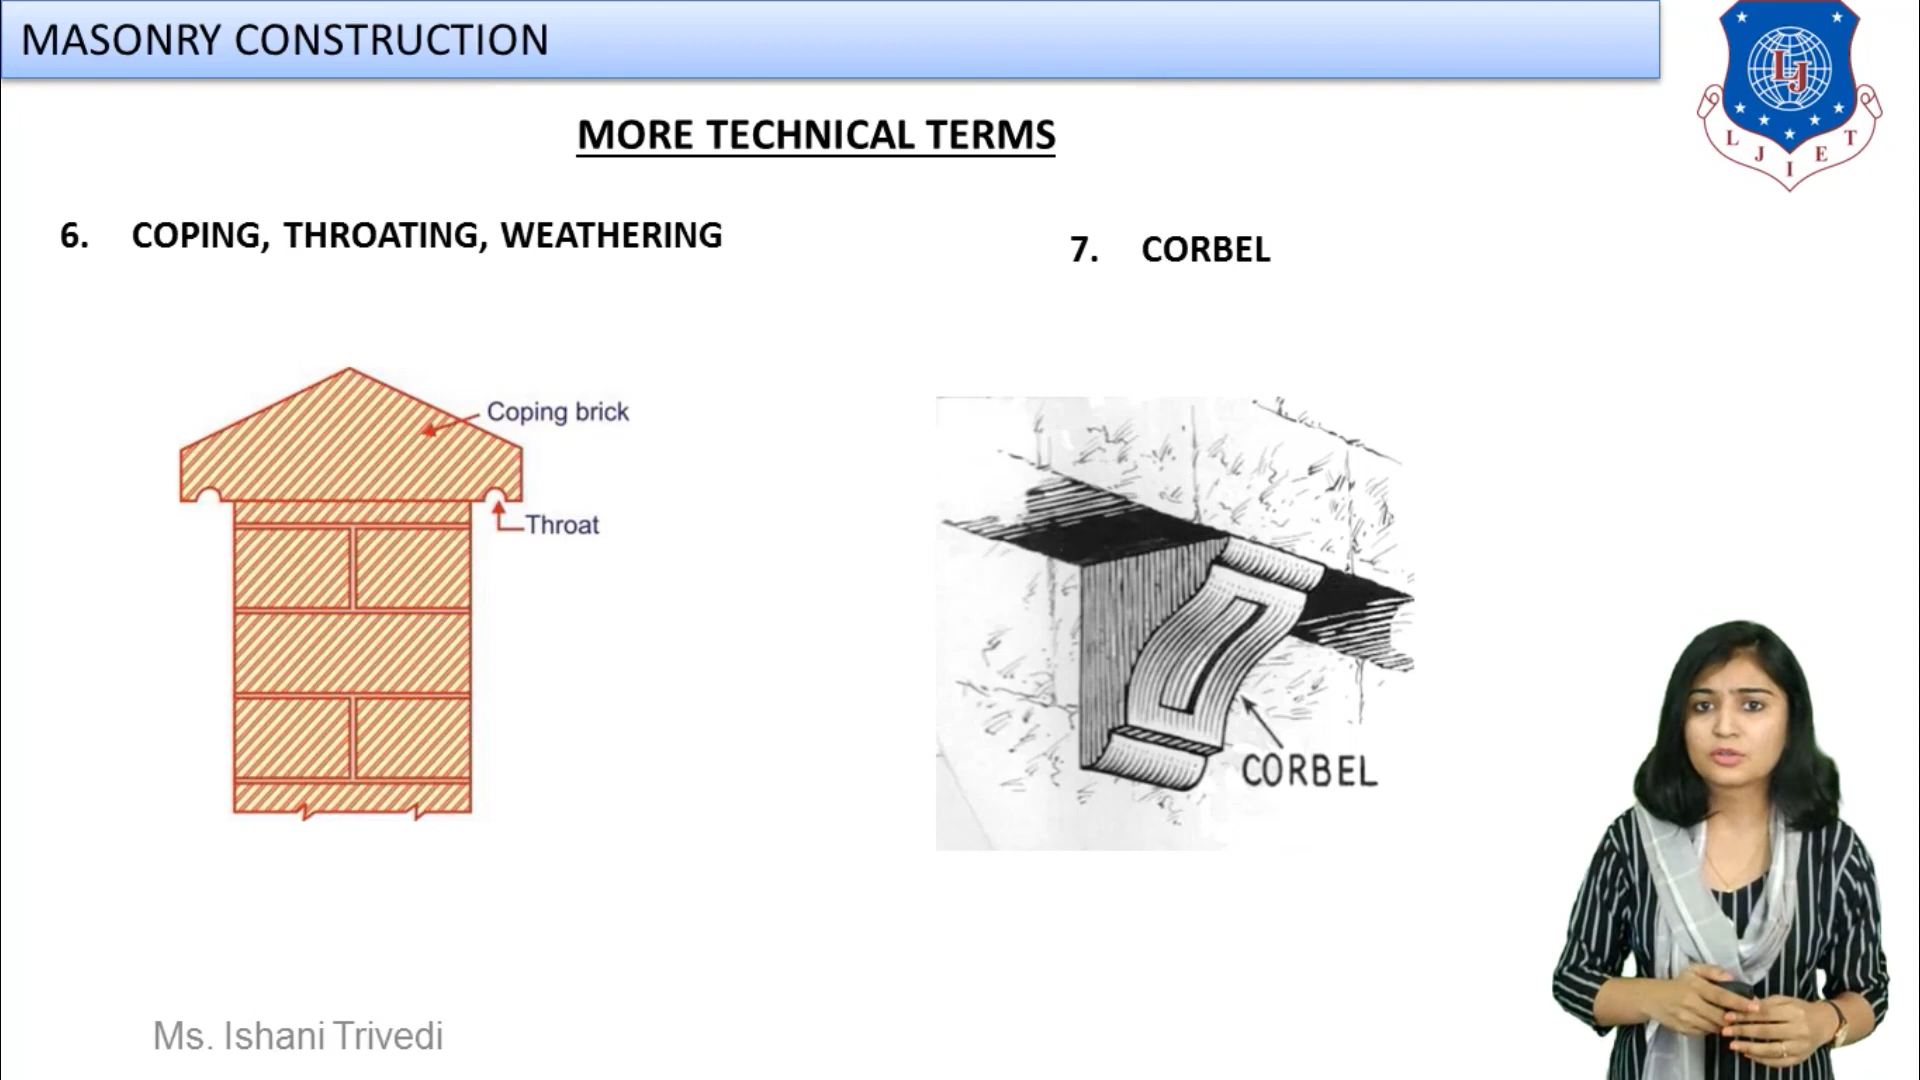 MASONRY CONSTRUCTION
LJ
L J I E T
MORE TECHNICAL TERMS
6. COPING, THROATING, WEATHERING
7. CORBEL
Coping brick
Throat
CORBEL
Ms. Ishani Trivedi